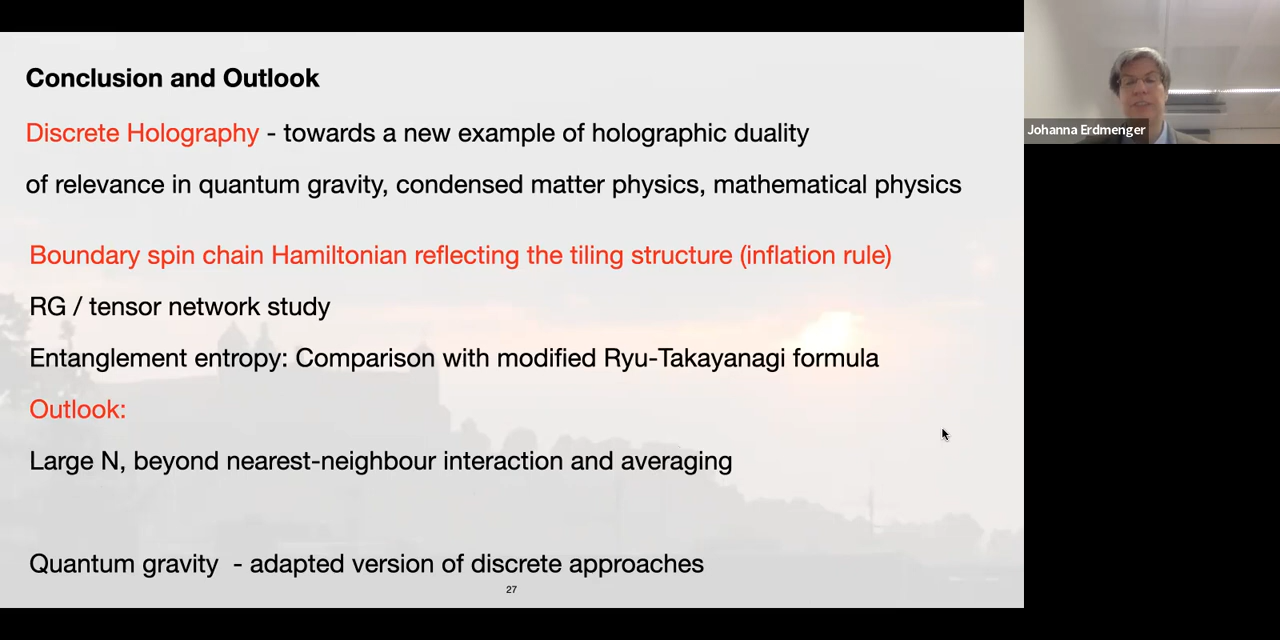 Conclusion and Outlook
Discrete Holography - towards a new example of holographic duality
of relevance in quantum gravity, condensed matter physics, mathematical physics
Boundary spin chain Hamiltonian reflecting the tiling structure (inflation rule)
RG / tensor network study
Entanglement entropy: Comparison with modified Ryu-Takayanagi formula
Outlook:
Large N, beyond nearest-neighbour interaction and averaging
Quantum gravity - adapted version of discrete approaches
27
Johanna Erdmenger